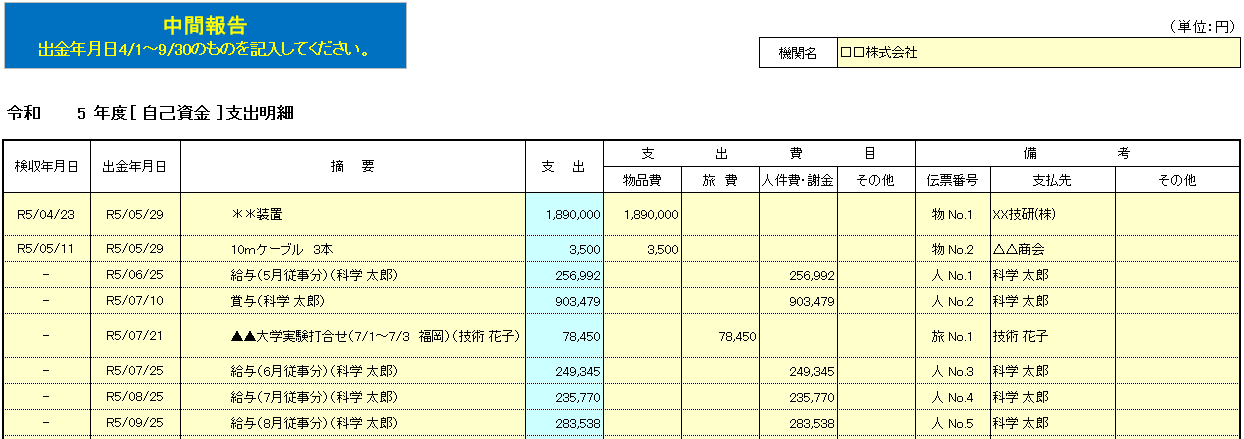 中間報告
出金年月日4/1～9/30のものを記入してください。
(単位：円)
機関名 ロロ株式会社
令和 5 年度[ 自己資金 ]支出明細
検収年月日 出金年月日 摘 要 支 出 支 出 費 目 備 考
物品費 旅 費 人件費・謝金 その他 伝票番号 支払先 その他
R5/04/23 R5/05/29 ＊＊装置 1,890,000 1,890,000 物 No.1 XX技研(株)
R5/05/11 R5/05/29 10mケーブル 3本 3,500 3,500 物 No.2 △△商会
- R5/06/25 給与(5月従事分)(科学 太郎) 256,992 256,992 人 No.1 科学 太郎
- R5/07/10 賞与(科学 太郎) 903,479 903,479 人 No.2 科学 太郎
- R5/07/21 ▲▲大学実験打合せ(7/1～7/3 福岡)(技術 花子) 78,450 78,450 旅 No.1 技術 花子
- R5/07/25 給与(6月従事分)(科学 太郎) 249,345 249,345 人 No.3 科学 太郎
- R5/08/25 給与(7月従事分)(科学 太郎) 235,770 235,770 人 No.4 科学 太郎
- R5/09/25 給与(8月従事分)(科学 太郎) 283,538 283,538 人 No.5 科学 太郎